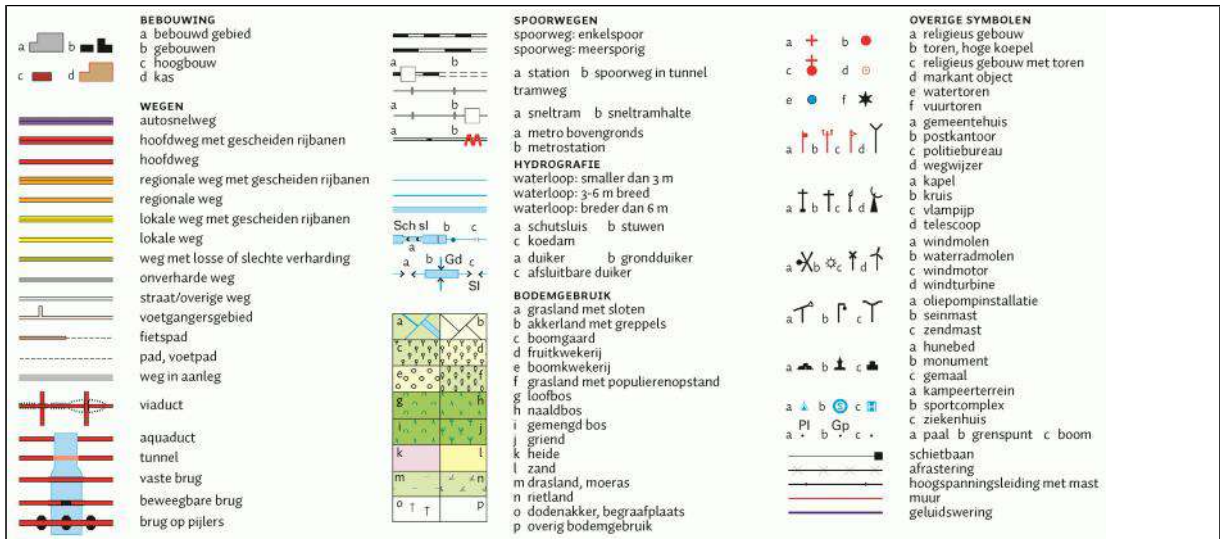 BEBOUWING
a bebouwd gebied
a b b gebouwen
c hoogbouw
c d d kas
WEGEN
autosnelweg
hoofdweg met gescheiden rijbanen
hoofdweg
regionale weg met gescheiden rijbanen
regionale weg
lokale weg met gescheiden rijbanen
lokale weg
weg met losse of slechte verharding
onverharde weg
straat/overige weg
voetgangersgebied
fietspad
pad, voetpad
weg in aanleg
viaduct
aquaduct
tunnel
vaste brug
beweegbare brug
brug op pijlers
SPOORWEGEN
spoorweg: enkelspoor
spoorweg: meersporig
a b
a station b spoorweg in tunnel
tramweg
a b
a sneltram b sneltramhalte
a b
a metro bovengronds
b metrostation
HYDROGRAFIE
waterloop: smaller dan 3 m
waterloop: 3-6 m breed
waterloop: breder dan 6 m
Sch sl b c
a
a schutsluis b stuwen
c koedam
a b Gd c
Sl
a duiker b grondduiker
c afsluitbare duiker
BODEMGEBRUIK
a b
c d
e f
g h
i j
k l
m n
o p
a grasland met sloten
b akkerland met greppels
c boomgaard
d fruitkwekerij
e boomkwekerij
f grasland met populierenopstand
g loofbos
h naaldbos
i gemengd bos
j griend
k heide
l zand
m drasland, moeras
n rietland
o dodenakker, begraafplaats
p overig bodemgebruik
OVERIGE SYMBOLEN
a religieus gebouw
a b b toren, hoge koepel
c religieus gebouw met toren
c d d markant object
e watertoren
e f f vuurtoren
a gemeentehuis
b postkantoor
c politiebureau
a b c d d wegwijzer
a kapel
b kruis
c vlampijp
a b c d d telescoop
a windmolen
b waterradmolen
a b c d c windmotor
d windturbine
a oliepompinstallatie
a b c b seinmast
c zendmast
a hunebed
a b c b monument
c gemaal
a kampeerterrein
a b S c H b sportcomplex
c ziekenhuis
Pl Gp
a b c a paal b grenspunt c boom
schietbaan
afrastering
hoogspanningsleiding met mast
muur
geluidswering